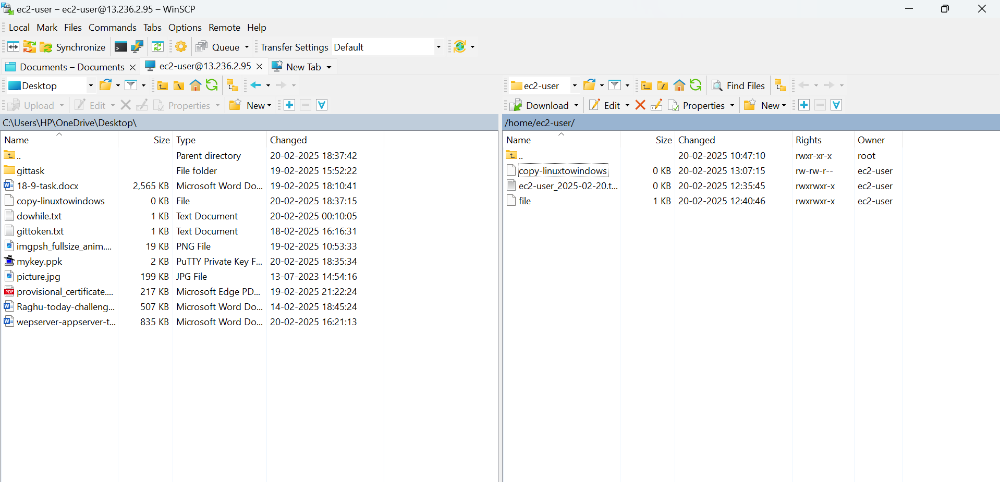 ec2-user – ec2-user@13.236.2.95 – WinSCP
Local Mark Files Commands Tabs Options Remote Help
Synchronize Queue Transfer Settings Default
Documents – Documents ec2-user@13.236.2.95 New Tab
Desktop
Upload Edit Properties New
C:\Users\HP\OneDrive\Desktop\
Name Size Type Changed
.. Parent directory 20-02-2025 18:37:42
gittask File folder 19-02-2025 15:52:22
18-9-task.docx 2,565 KB Microsoft Word Do... 19-02-2025 18:10:41
copy-linuxtowindows 0 KB File 20-02-2025 18:37:15
dowhile.txt 1 KB Text Document 20-02-2025 00:10:05
gittoken.txt 1 KB Text Document 18-02-2025 16:16:31
imgpsh_fullsize_anim.... 19 KB PNG File 19-02-2025 10:53:33
mykey.ppk 2 KB PuTTY Private Key F... 20-02-2025 18:35:34
picture.jpg 199 KB JPG File 13-07-2023 14:54:16
PDF provisional_certificate.... 217 KB Microsoft Edge PD... 19-02-2025 21:22:24
Raghu-today-challeng... 507 KB Microsoft Word Do... 14-02-2025 18:45:24
wepserver-appserver-t... 835 KB Microsoft Word Do... 20-02-2025 16:21:13
ec2-user Find Files
Download Edit Properties New
/home/ec2-user/
Name Size Changed Rights Owner
.. 20-02-2025 10:47:10 rwxr-xr-x root
copy-linuxtowindows 0 KB 20-02-2025 13:07:15 rw-rw-r-- ec2-user
ec2-user_2025-02-20.t... 0 KB 20-02-2025 12:35:45 rwxrwxr-x ec2-user
file 1 KB 20-02-2025 12:40:46 rwxrwxr-x ec2-user